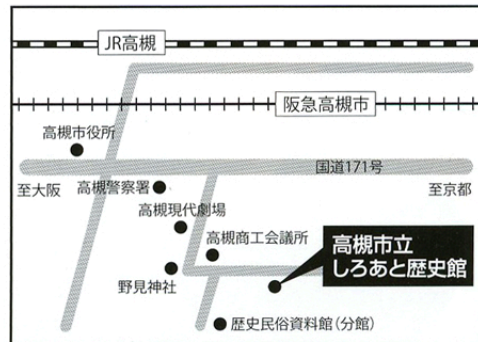 JR高槻
阪急高槻市
高槻市役所
国道171号
至大阪
高槻警察署
至京都
高槻現代劇場
高槻商工会議所
高槻市立
しろあと歴史館
野見神社
歴史民俗資料館（分館）